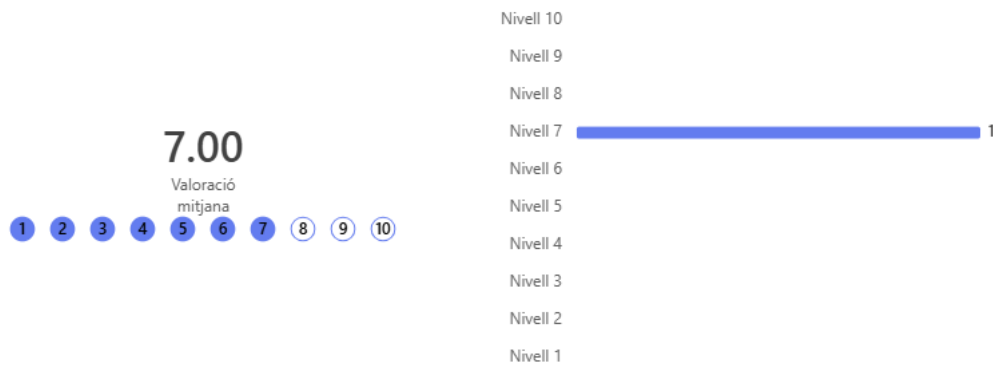 7.00
Valoració
mitjana
1 2 3 4 5 6 7 8 9 10
Nivell 10
Nivell 9
Nivell 8
Nivell 7 1
Nivell 6
Nivell 5
Nivell 4
Nivell 3
Nivell 2
Nivell 1